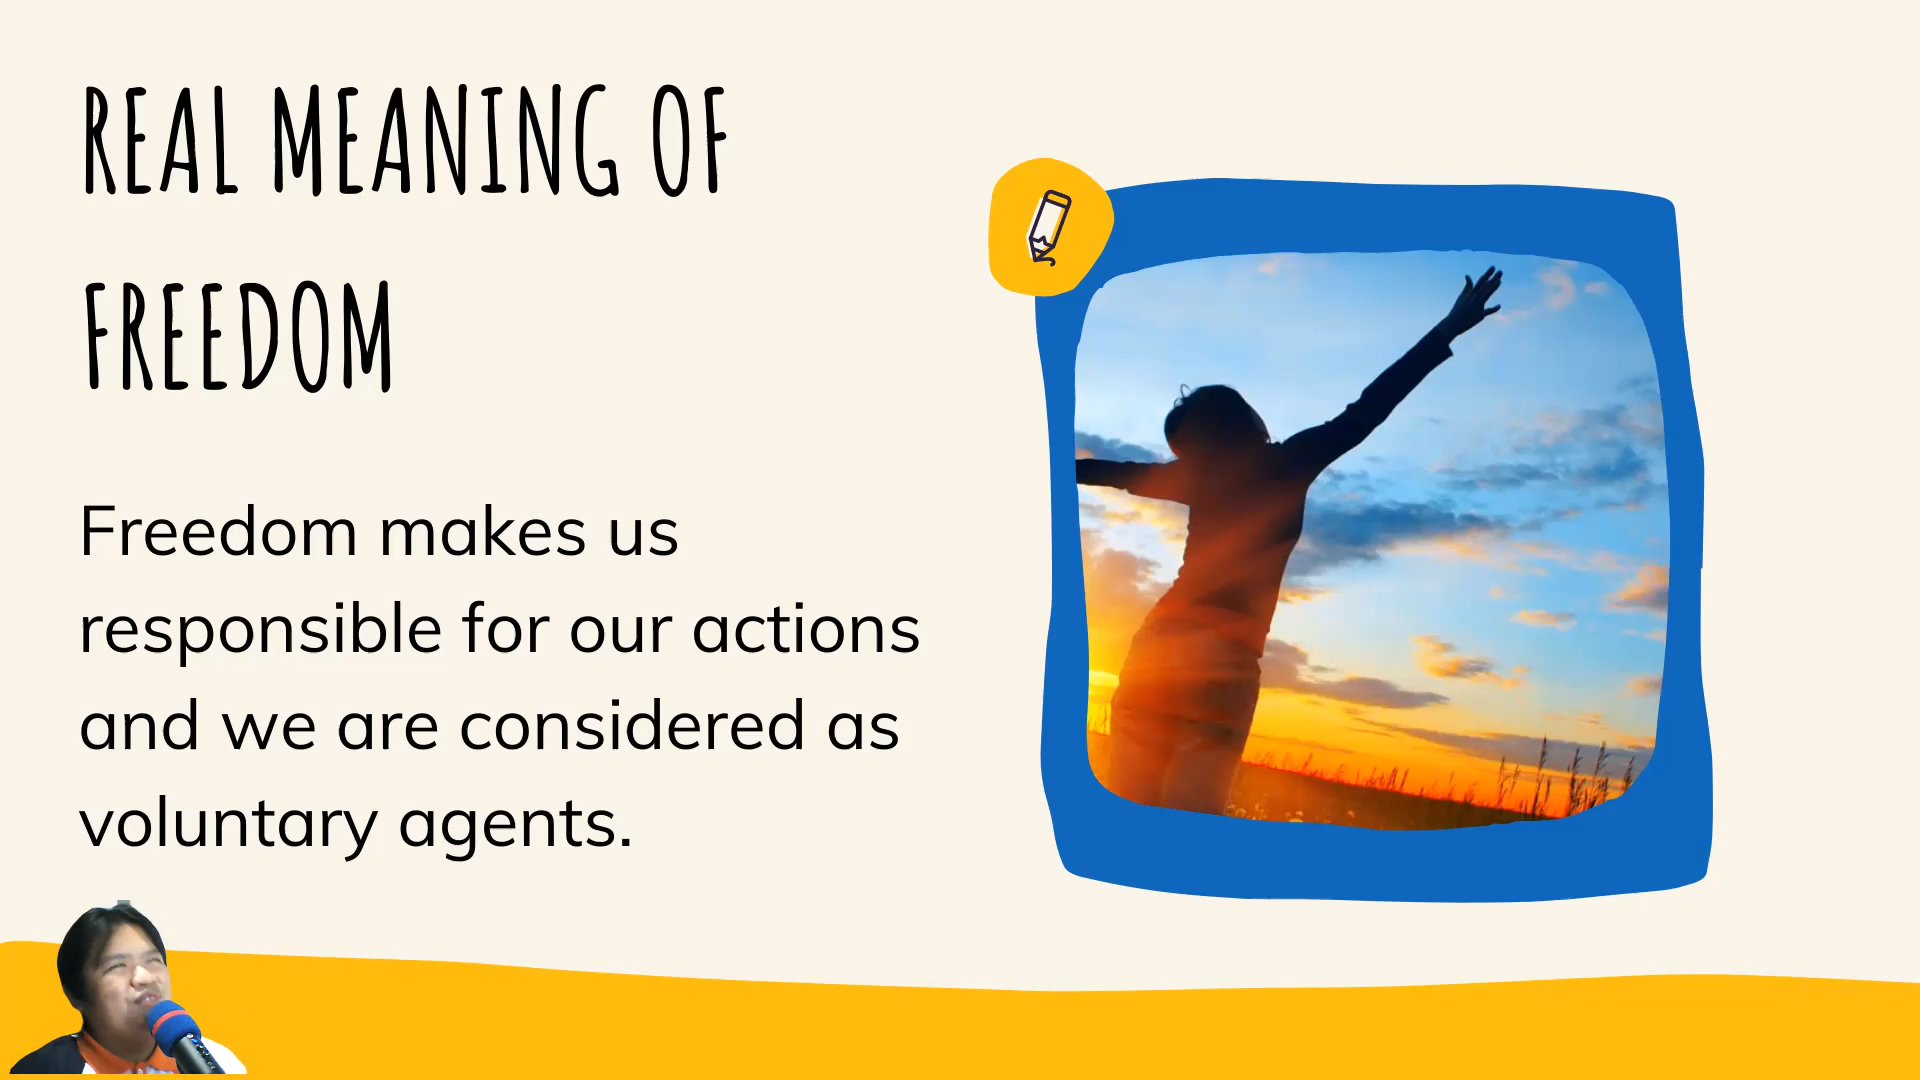 REAL MEANING OF
FREEDOM
Freedom makes us
responsible for our actions
and we are considered as
voluntary agents.